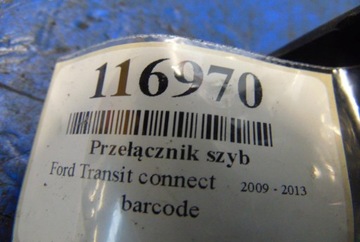 116970
Przełącznik szyb
Ford Transit connect 2009 - 2013
barcode